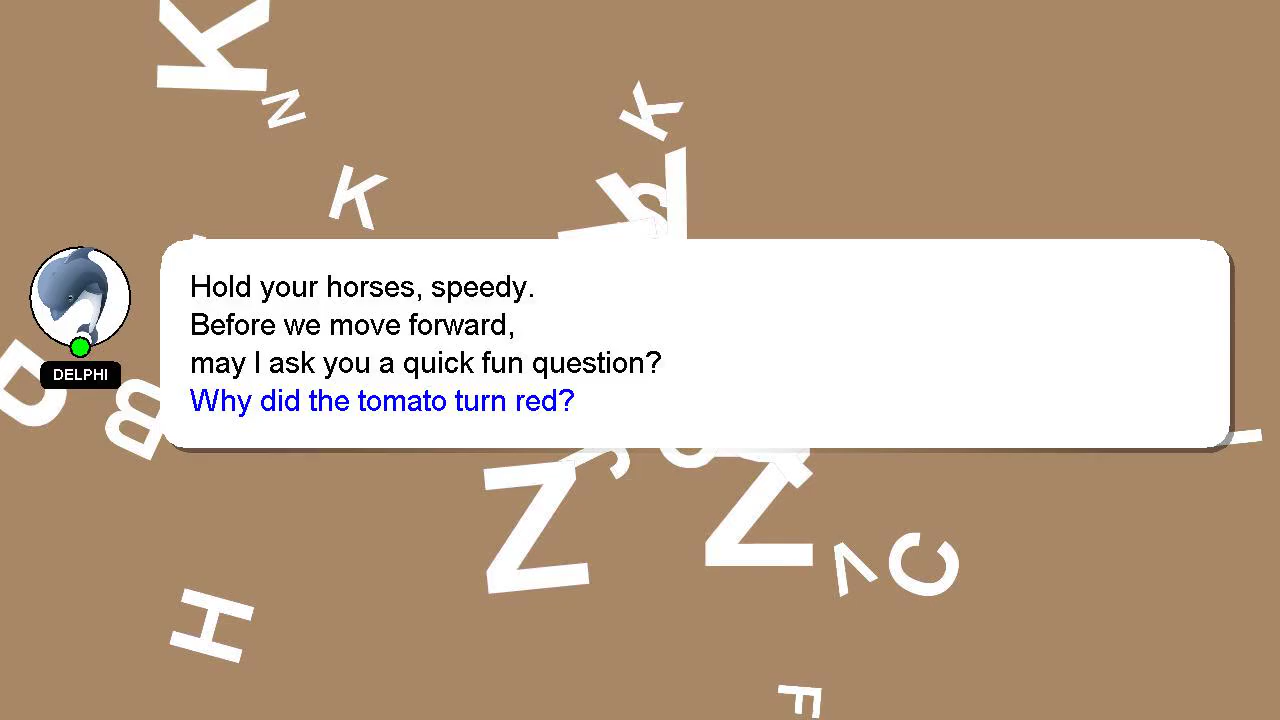 K
N
K
K
S
DELPHI
Hold your horses, speedy.
Before we move forward,
may I ask you a quick fun question?
Why did the tomato turn red?
B
J
Z
Z
V
C
H
F